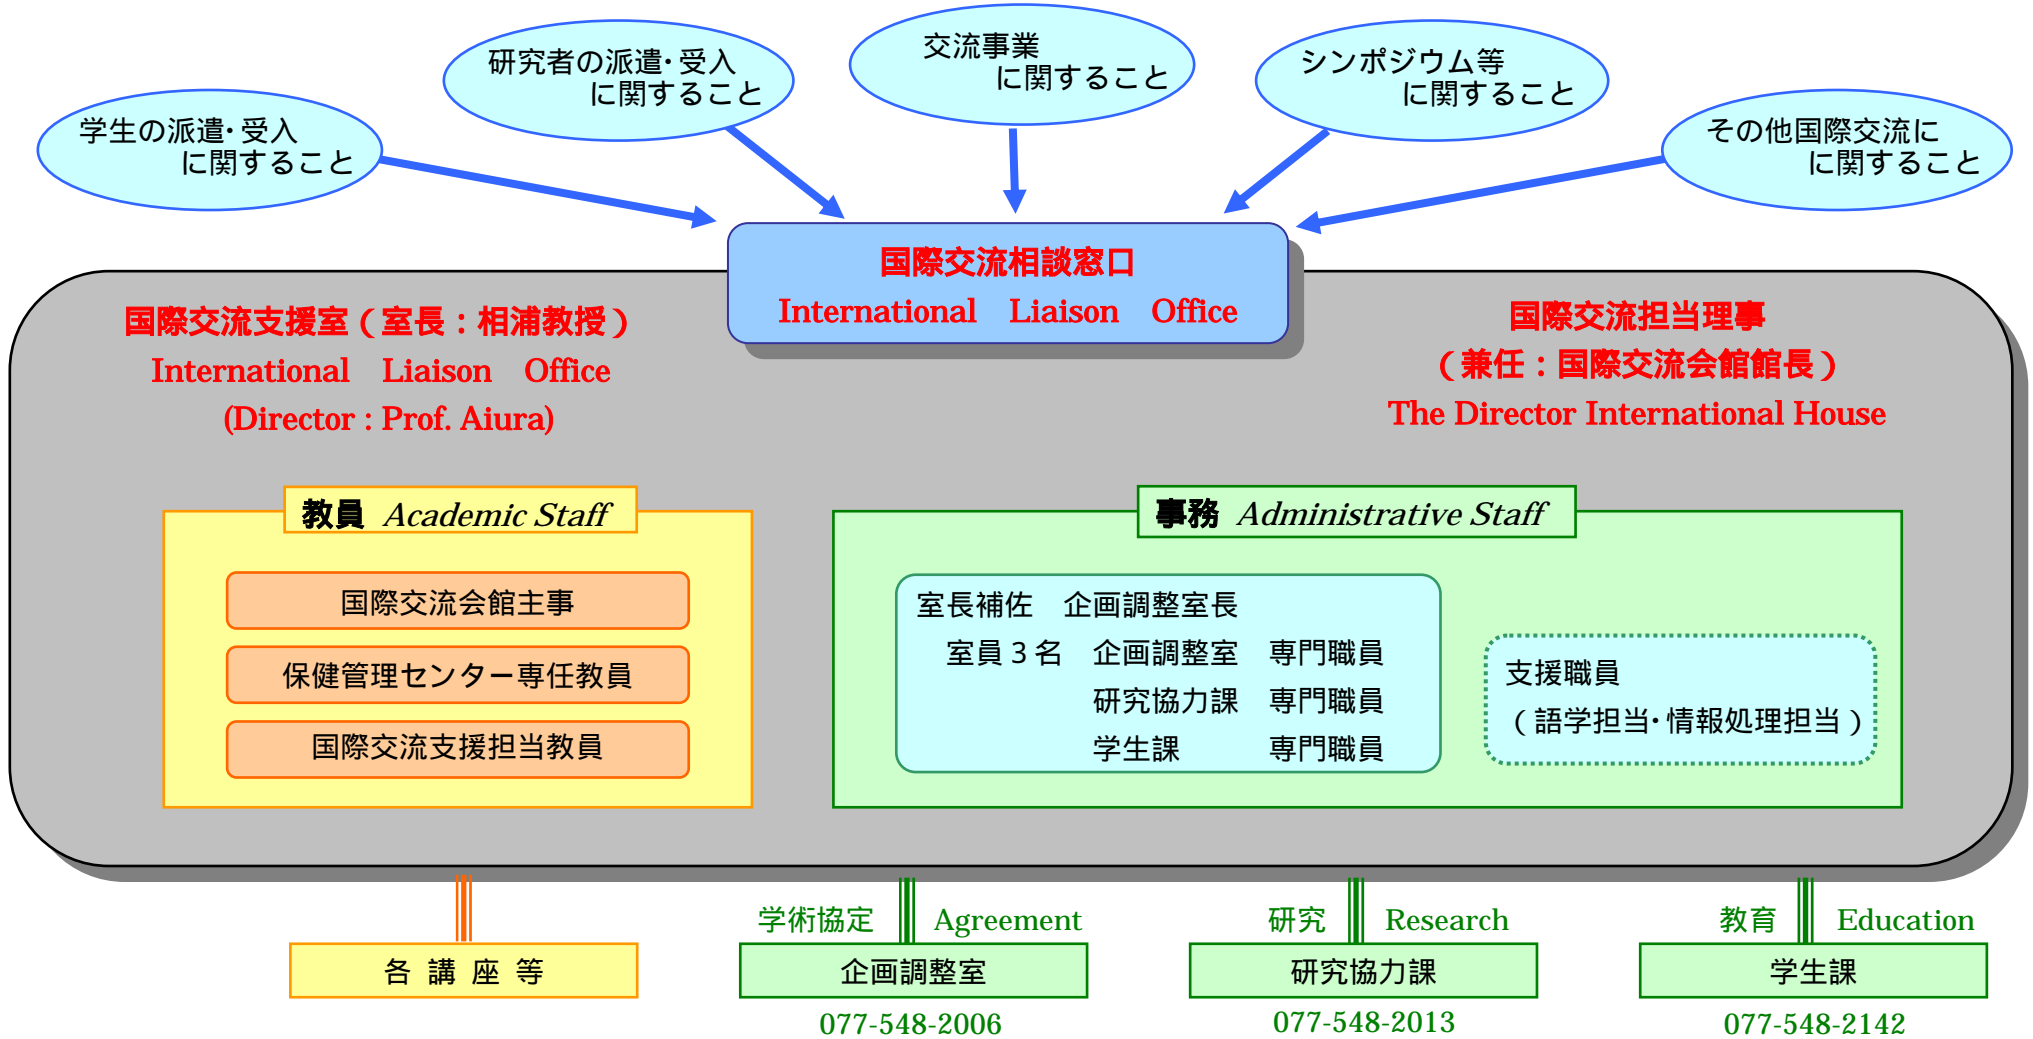 学生の派遣・受入
に関すること
研究者の派遣・受入
に関すること
交流事業
に関すること
シンポジウム等
に関すること
その他国際交流に
に関すること
国際交流相談窓口
International Liaison Office
国際交流支援室（室長：相浦教授）
International Liaison Office
(Director : Prof. Aiura)
国際交流担当理事
（兼任：国際交流会館館長）
The Director International House
教員 Academic Staff
国際交流会館主事
保健管理センター専任教員
国際交流支援担当教員
事務 Administrative Staff
室長補佐 企画調整室長
室員３名 企画調整室 専門職員
研究協力課 専門職員
学生課 専門職員
支援職員
（語学担当・情報処理担当）
各 講 座 等
学術協定 Agreement
企画調整室
077-548-2006
研究 Research
研究協力課
077-548-2013
教育 Education
学生課
077-548-2142